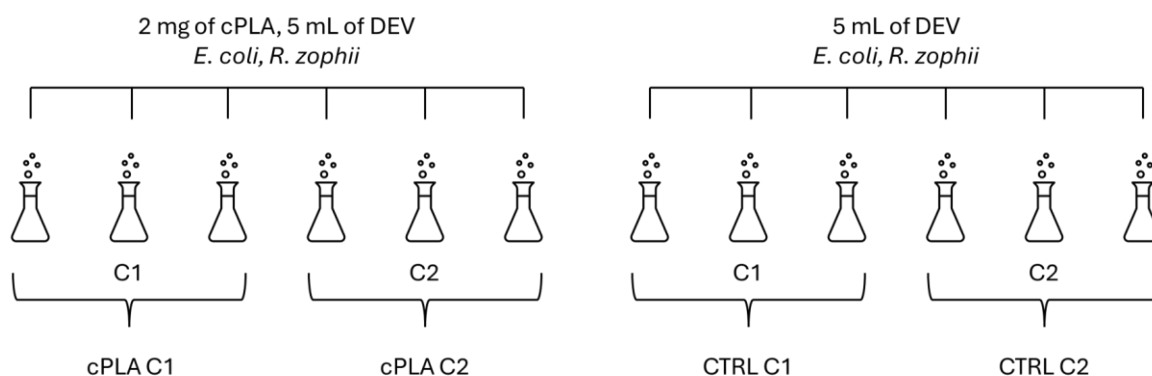 2 mg of cPLA, 5 mL of DEV
E. coli, R. zophii
5 mL of DEV
E. coli, R. zophii
C1
C2
C1
C2
cPLA C1
cPLA C2
CTRL C1
CTRL C2